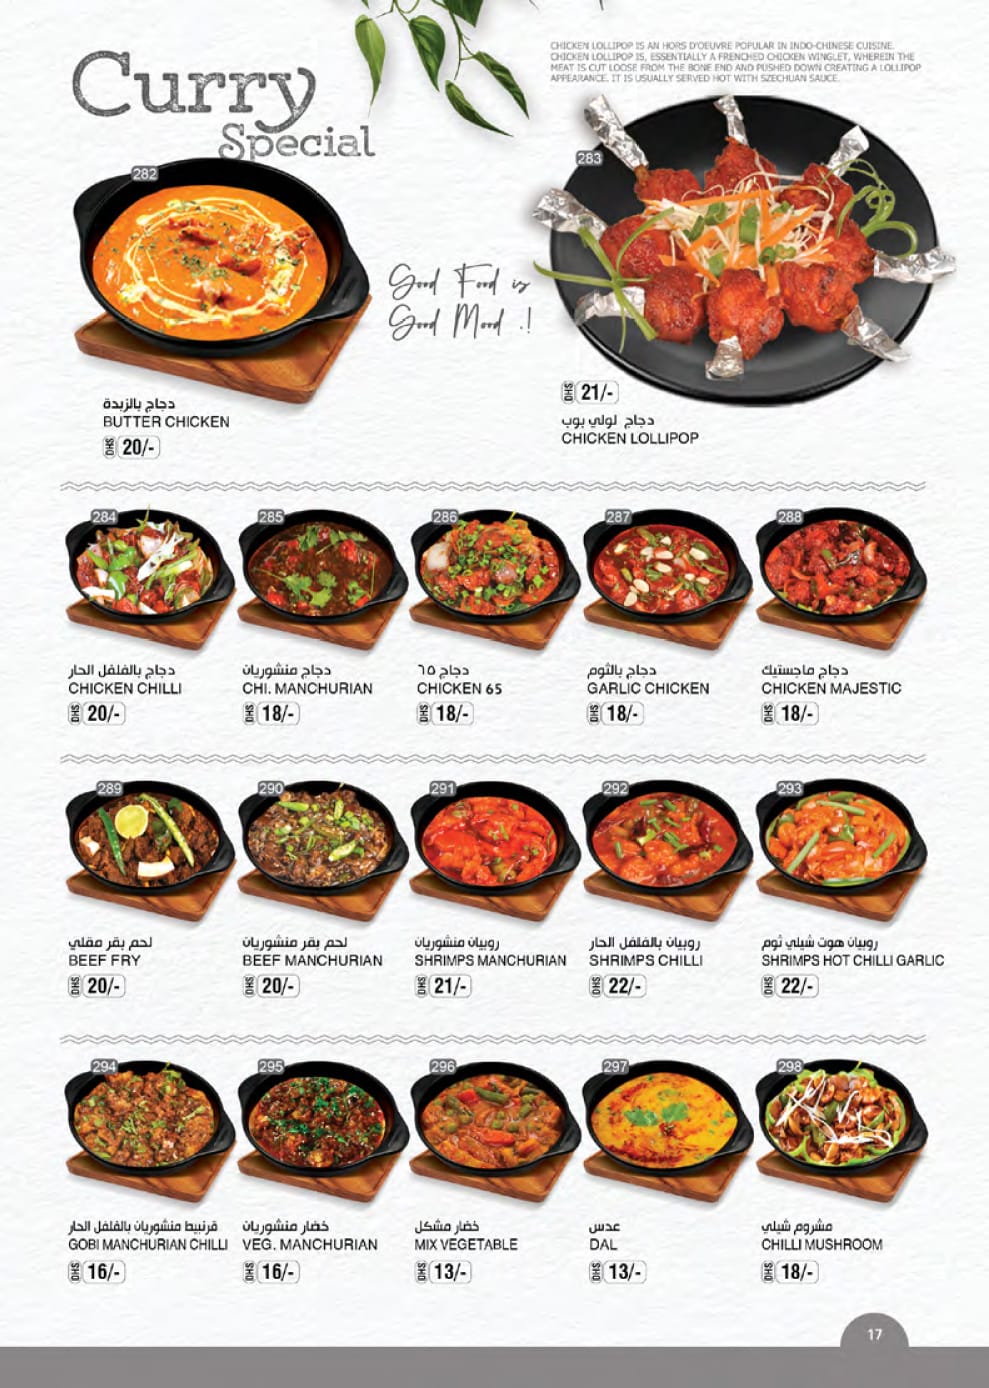 Curry
Special
CHICKEN LOLLIPOP IS AN HORS D'OEUVRE POPULAR IN INDO-CHINESE CUISINE.
CHICKEN LOLLIPOP IS, ESSENTIALLY A FRENCHED CHICKEN WINGLET, WHEREIN THE
MEAT IS CUT LOOSE FROM THE BONE END AND PUSHED DOWN CREATING A LOLLIPOP
APPEARANCE. IT IS USUALLY SERVED HOT WITH SZECHUAN SAUCE.
282
دجاج بالزبدة
BUTTER CHICKEN
DHS 20/-
Good Food is
Good Mood .!
283
DHS 21/-
دجاج لولي بوب
CHICKEN LOLLIPOP
284
دجاج بالفلفل الحار
CHICKEN CHILLI
DHS 20/-
285
دجاج منشوريان
CHI. MANCHURIAN
DHS 18/-
286
دجاج ٦٥
CHICKEN 65
DHS 18/-
287
دجاج بالثوم
GARLIC CHICKEN
DHS 18/-
288
دجاج ماجستيك
CHICKEN MAJESTIC
DHS 18/-
289
لحم بقر مقلي
BEEF FRY
DHS 20/-
290
لحم بقر منشوريان
BEEF MANCHURIAN
DHS 20/-
291
روبيان منشوريان
SHRIMPS MANCHURIAN
DHS 21/-
292
روبيان بالفلفل الحار
SHRIMPS CHILLI
DHS 22/-
293
روبيان هوت شيلي ثوم
SHRIMPS HOT CHILLI GARLIC
DHS 22/-
294
قرنبيط منشوريان بالفلفل الحار
GOBI MANCHURIAN CHILLI
DHS 16/-
295
خضار منشوريان
VEG. MANCHURIAN
DHS 16/-
296
خضار مشكل
MIX VEGETABLE
DHS 13/-
297
عدس
DAL
DHS 13/-
298
مشروم شيلي
CHILLI MUSHROOM
DHS 18/-
17